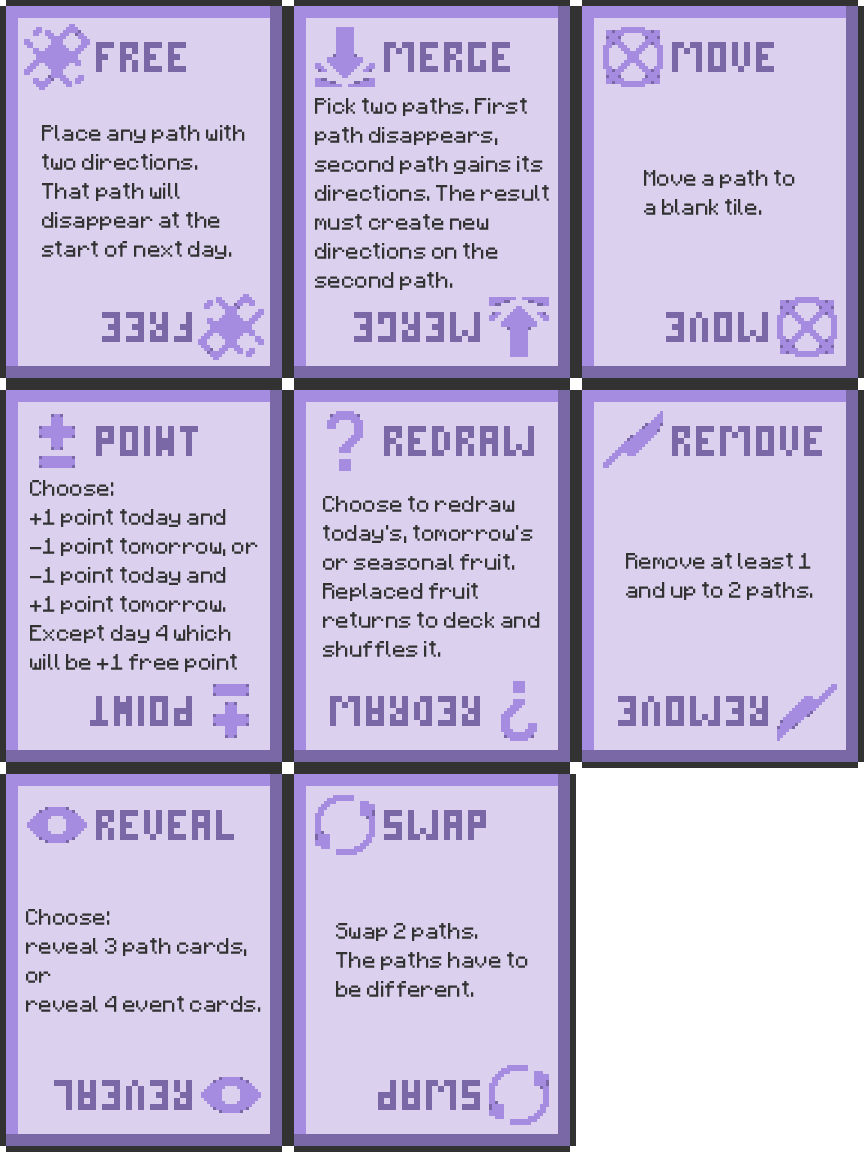 FREE
Place any path with
two directions.
That path will
disappear at the
start of next day.
FREE
MERGE
Pick two paths. First
path disappears,
second path gains its
directions. The result
must create new
directions on the
second path.
MERGE
MOVE
Move a path to
a blank tile.
MOVE
POINT
Choose:
+1 point today and
-1 point tomorrow, or
-1 point today and
+1 point tomorrow.
Except day 4 which
will be +1 free point
POINT
REDRAW
Choose to redraw
today's, tomorrow's
or seasonal fruit.
Replaced fruit
returns to deck and
shuffles it.
REDRAW
REMOVE
Remove at least 1
and up to 2 paths.
REMOVE
REVEAL
Choose:
reveal 3 path cards,
or
reveal 4 event cards.
REVEAL
SWAP
Swap 2 paths.
The paths have to
be different.
SWAP